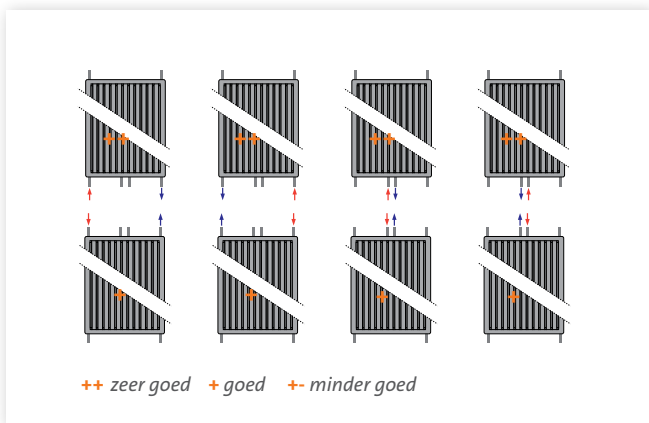 ++ ++ ++ ++
+ + + +
++ zeer goed + goed +- minder goed